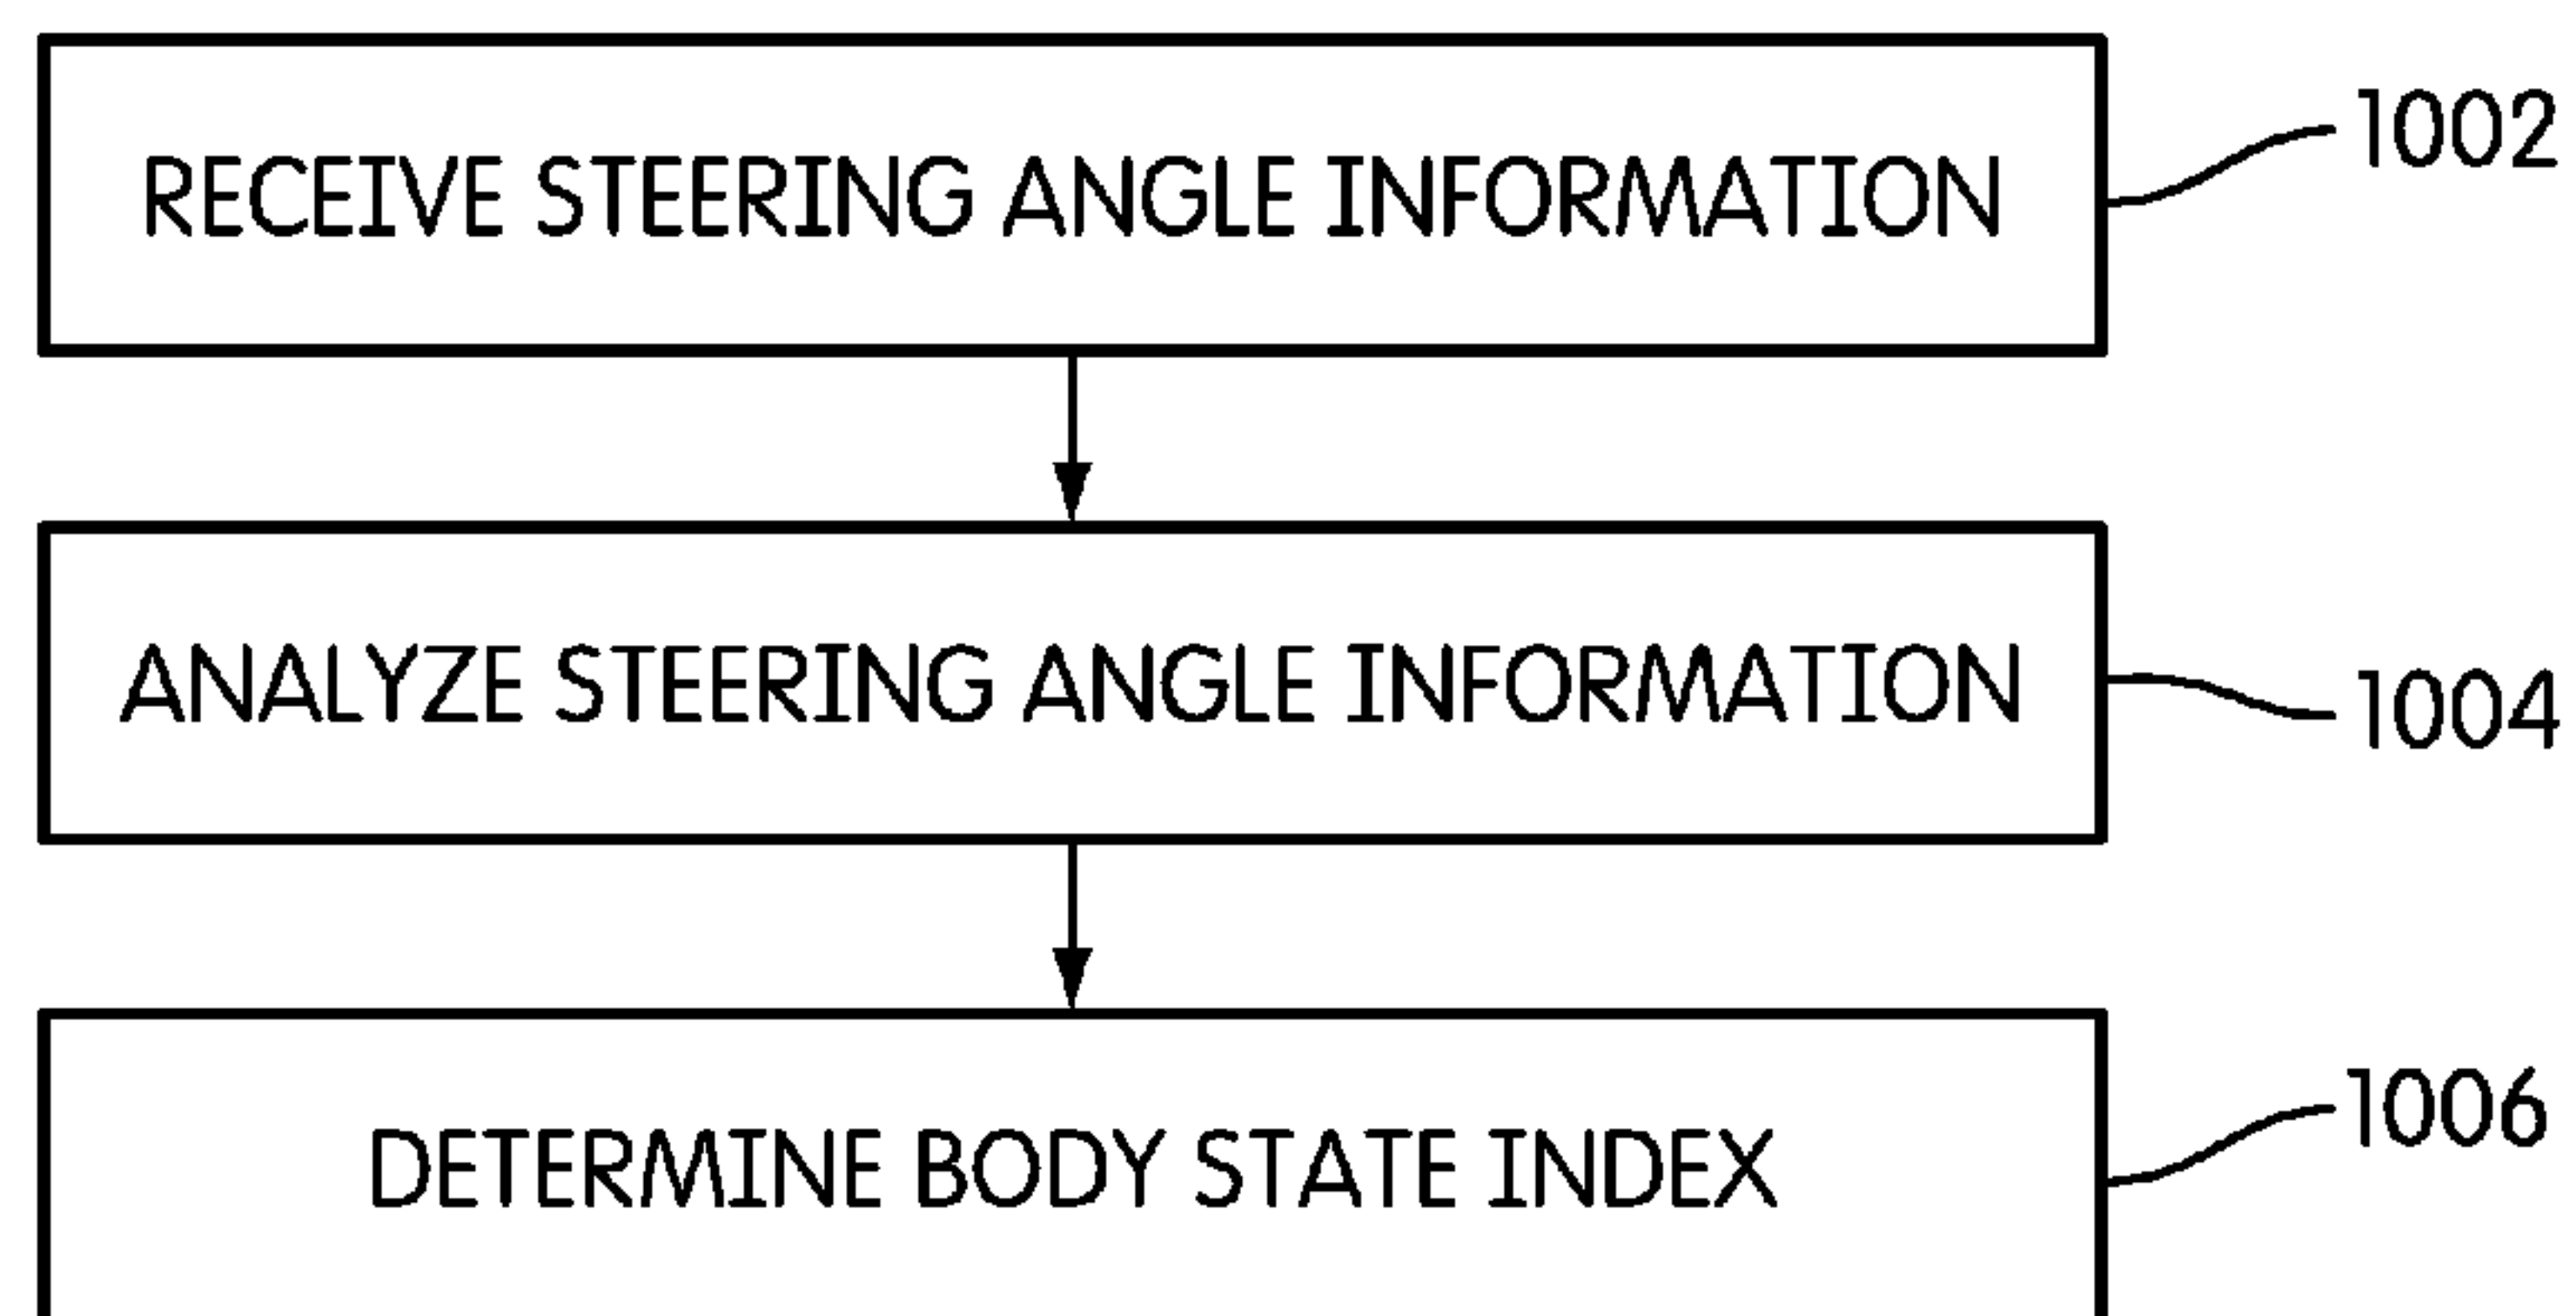 RECEIVE STEERING ANGLE INFORMATION
1002
ANALYZE STEERING ANGLE INFORMATION
1004
DETERMINE BODY STATE INDEX
1006